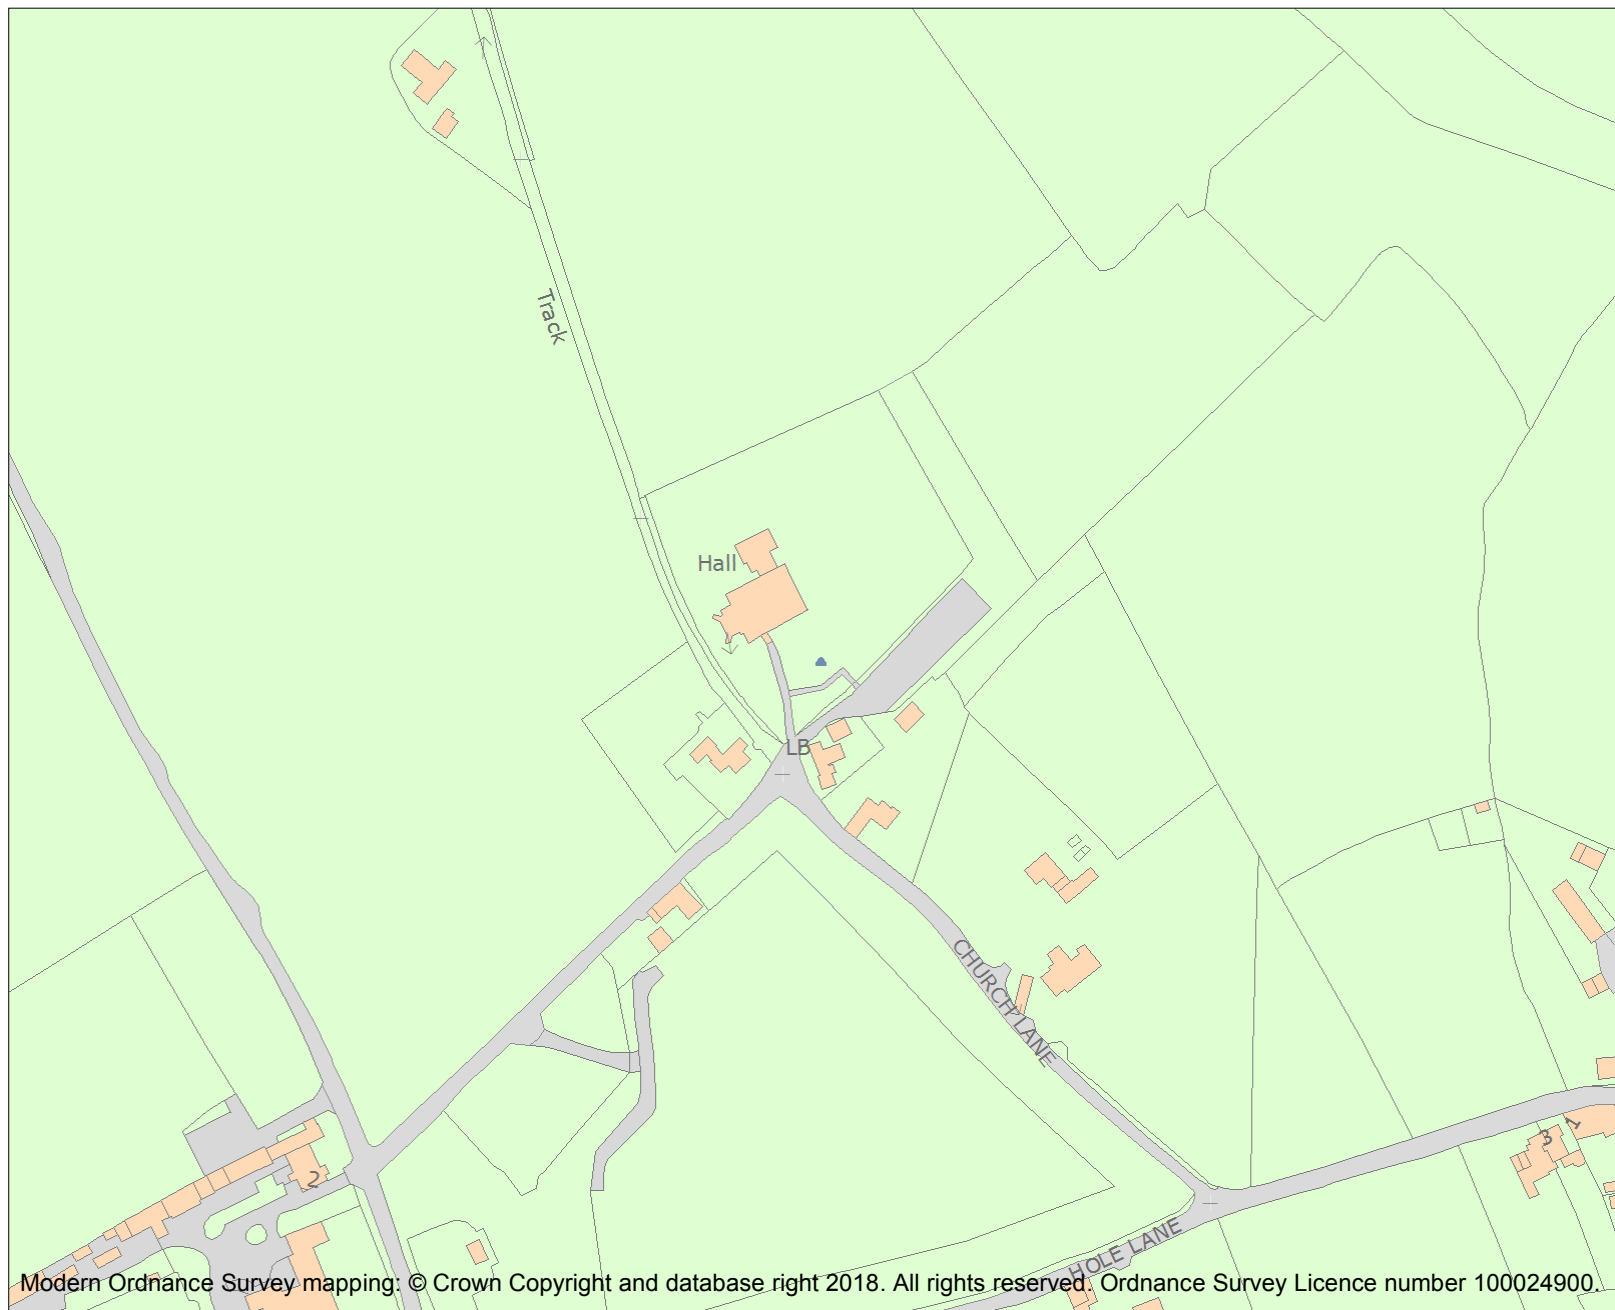 Track
Hall
LB
CHURCH LANE
2
3
1
HOLE LANE
Modern Ordnance Survey mapping: © Crown Copyright and database right 2018. All rights reserved. Ordnance Survey Licence number 100024900.